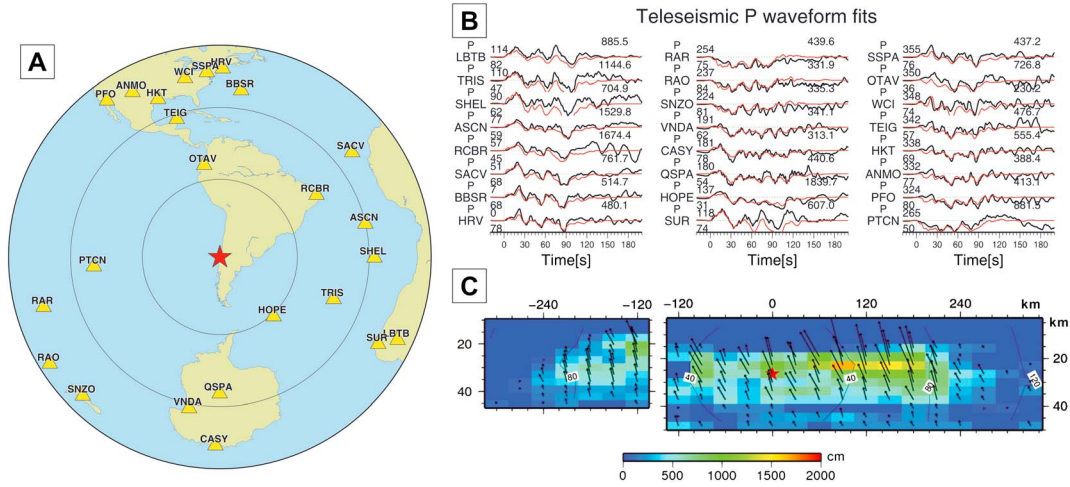 A
HRV
SSPA
WCI
BBSR
ANMO
HKT
PFO
TEIG
SACV
OTAV
RCBR
ASCN
SHEL
PTCN
TRIS
RAR
HOPE
SUR
LBTB
RAO
SNZO
QSPA
VNDA
CASY
B
Teleseismic P waveform fits
P 885.5
LBTB 114
82
P 1144.6
TRIS 110
47
P 704.9
SHEL 90
62
P 1529.8
ASCN 77
59
P 1674.4
RCBR 57
45
P 761.7
SACV 51
68
P 514.7
BBSR 7
68
P 480.1
HRV 0
78
0 30 60 90 120 150 180
Time[s]
P 439.6
RAR 254
75
P 331.9
RAO 237
84
P 335.3
SNZO 224
81
P 341.1
VNDA 191
62
P 313.1
CASY 181
78
P 440.6
QSPA 180
54
P 1839.7
HOPE 137
31
P 607.0
SUR 118
74
0 30 60 90 120 150 180
Time[s]
P 437.2
SSPA 355
76
P 726.8
OTAV 350
36
P 230.2
WCI 348
74
P 476.7
TEIG 342
57
P 555.4
HKT 338
69
P 388.4
ANMO 332
77
P 413.1
PFO 324
80
P 881.5
PTCN 265
50
0 30 60 90 120 150 180
Time[s]
C
−240 −120
20
40
80
−120 0 120 240 km
km
20
40
40
40
80
120
cm
0 500 1000 1500 2000